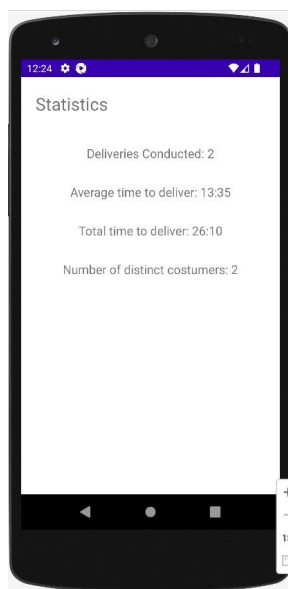 12:24
Statistics
Deliveries Conducted: 2
Average time to deliver: 13:35
Total time to deliver: 26:10
Number of distinct costumers: 2